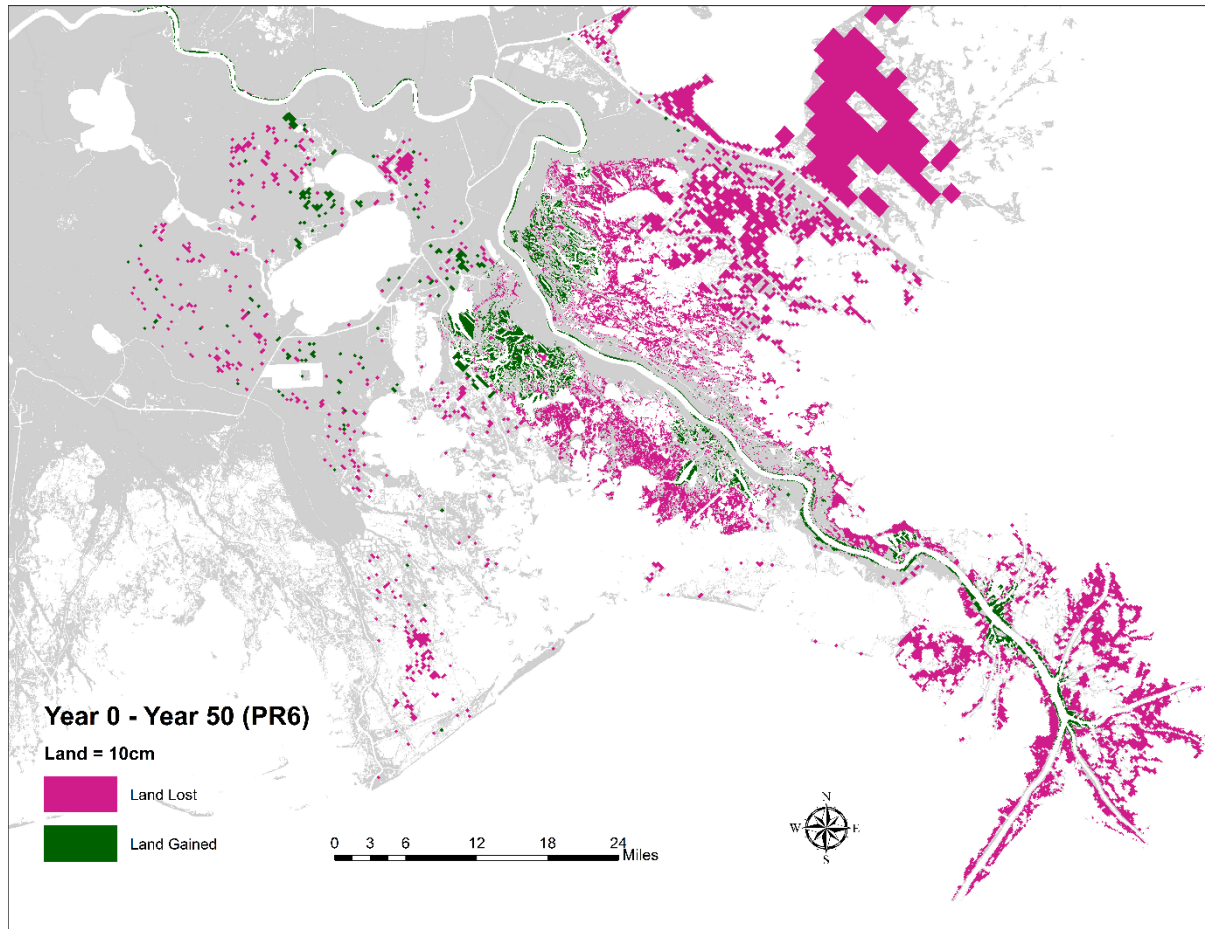 Year 0 - Year 50 (PR6)
Land = 10cm
Land Lost
Land Gained
0 3 6 12 18 24
Miles
N
W E
S